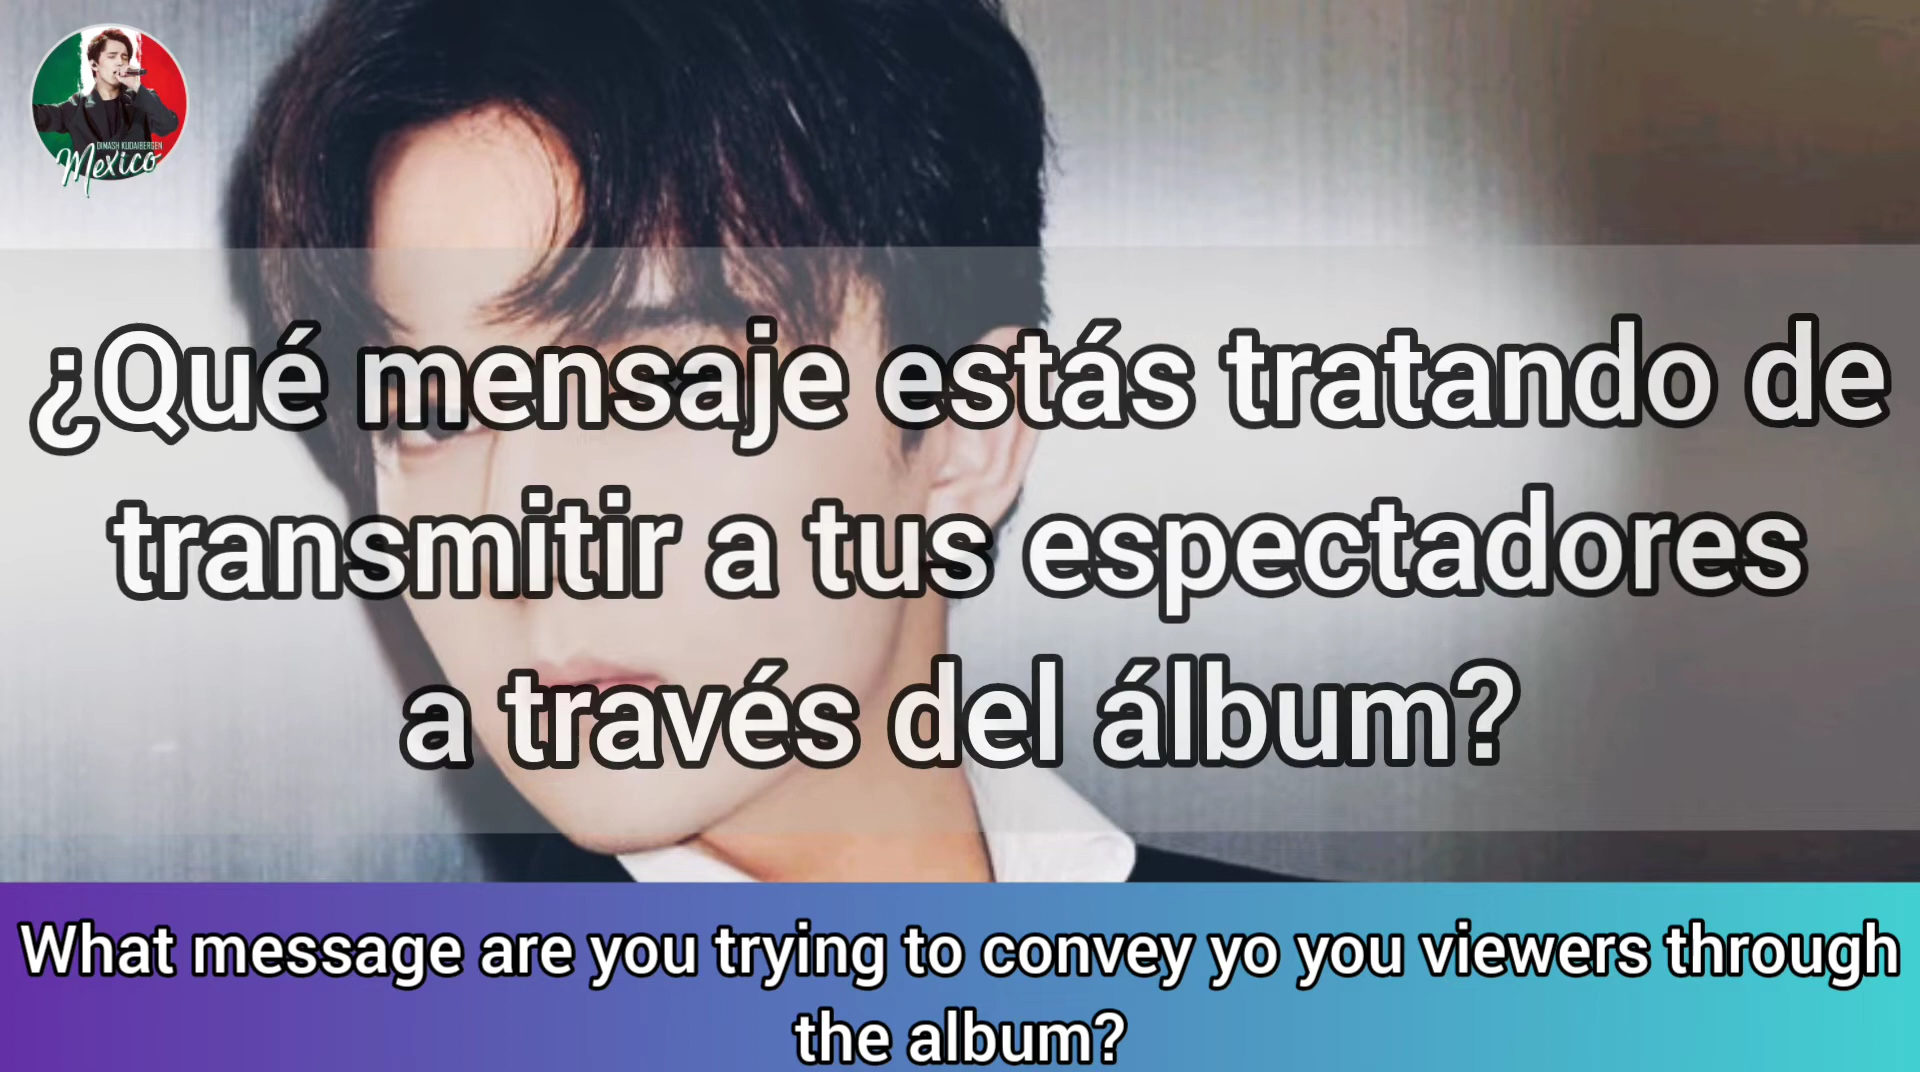 DIMASH KUDAIBERGEN
Mexico
¿Qué mensaje estás tratando de
transmitir a tus espectadores
a través del álbum?
What message are you trying to convey yo you viewers through
the album?